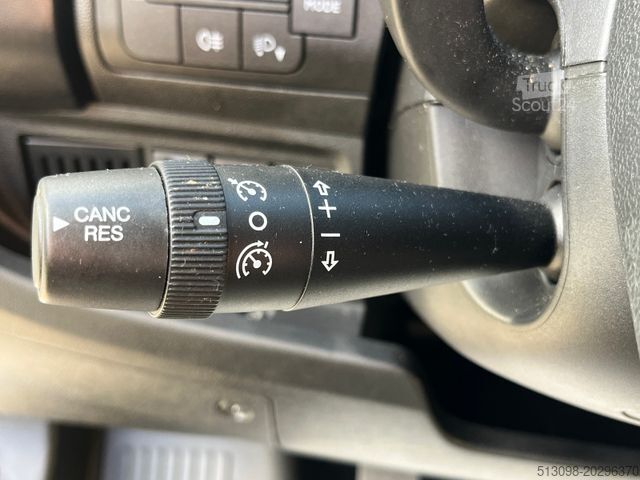 MODE
Truck
Scout24
CANC
RES
+
−
513098-20296370